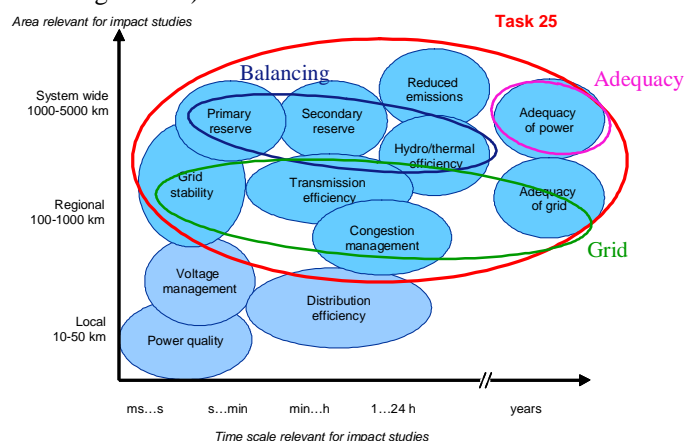 Task 25
Area relevant for impact studies
Balancing
Adequacy
Reduced
emissions
System wide
1000-5000 km
Primary
reserve
Secondary
reserve
Adequacy
of power
Hydro/thermal
efficiency
Grid
stability
Transmission
efficiency
Adequacy
of grid
Regional
100-1000 km
Congestion
management
Grid
Voltage
management
Distribution
efficiency
Local
10-50 km
Power quality
ms...s
s...min
min...h
1...24 h
years
Time scale relevant for impact studies